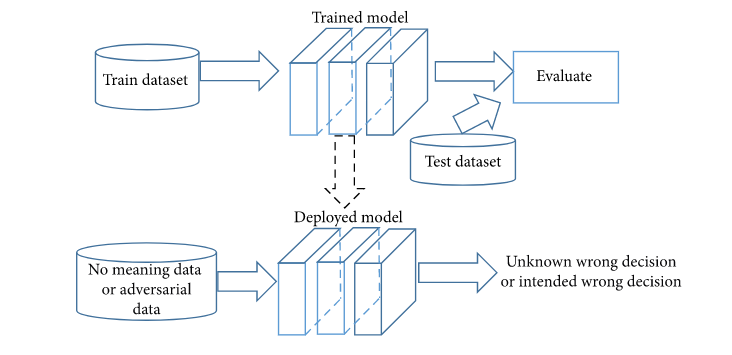 Trained model
Train dataset
Evaluate
Test dataset
Deployed model
No meaning data
or adversarial
data
Unknown wrong decision
or intended wrong decision